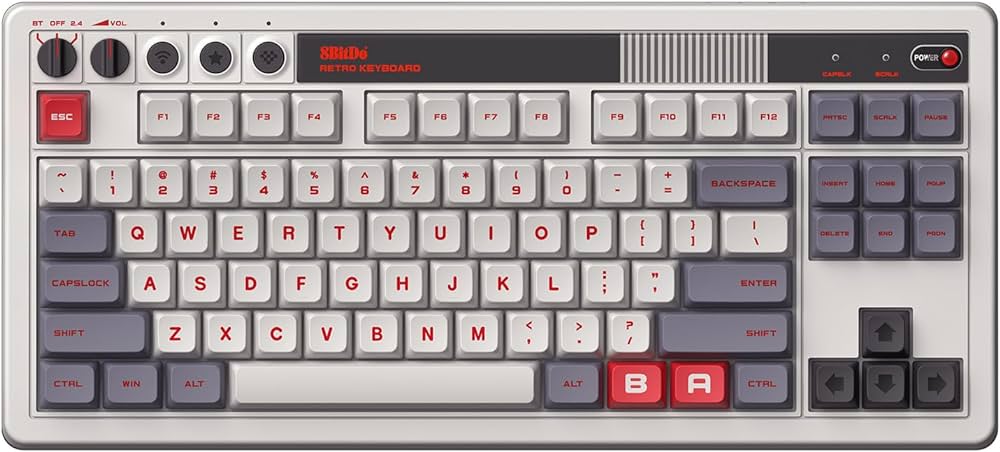 BT OFF 2.4 VOL
8BitDo
RETRO KEYBOARD
CAPSLK SCRLK
POWER
ESC F1 F2 F3 F4 F5 F6 F7 F8 F9 F10 F11 F12 PRTSC SCRLK PAUSE
~ ! @ # $ % ^ & * ( ) - +
` 1 2 3 4 5 6 7 8 9 0 - = BACKSPACE INSERT HOME PGUP
TAB Q W E R T Y U I O P { [ } ] | \ DELETE END PGDN
CAPSLOCK A S D F G H J K L : ; " ' ENTER
SHIFT Z X C V B N M < , > . ? / SHIFT
CTRL WIN ALT ALT B A CTRL